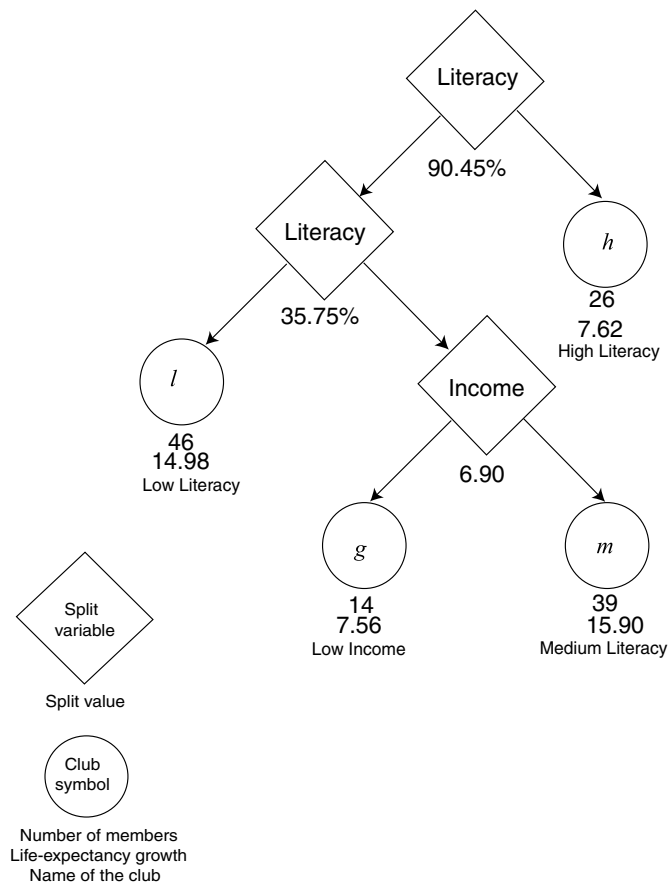 Literacy
90.45%
Literacy
h
26
7.62
High Literacy
35.75%
l
46
14.98
Low Literacy
Income
6.90
g
14
7.56
Low Income
m
39
15.90
Medium Literacy
Split
variable
Split value
Club
symbol
Number of members
Life-expectancy growth
Name of the club